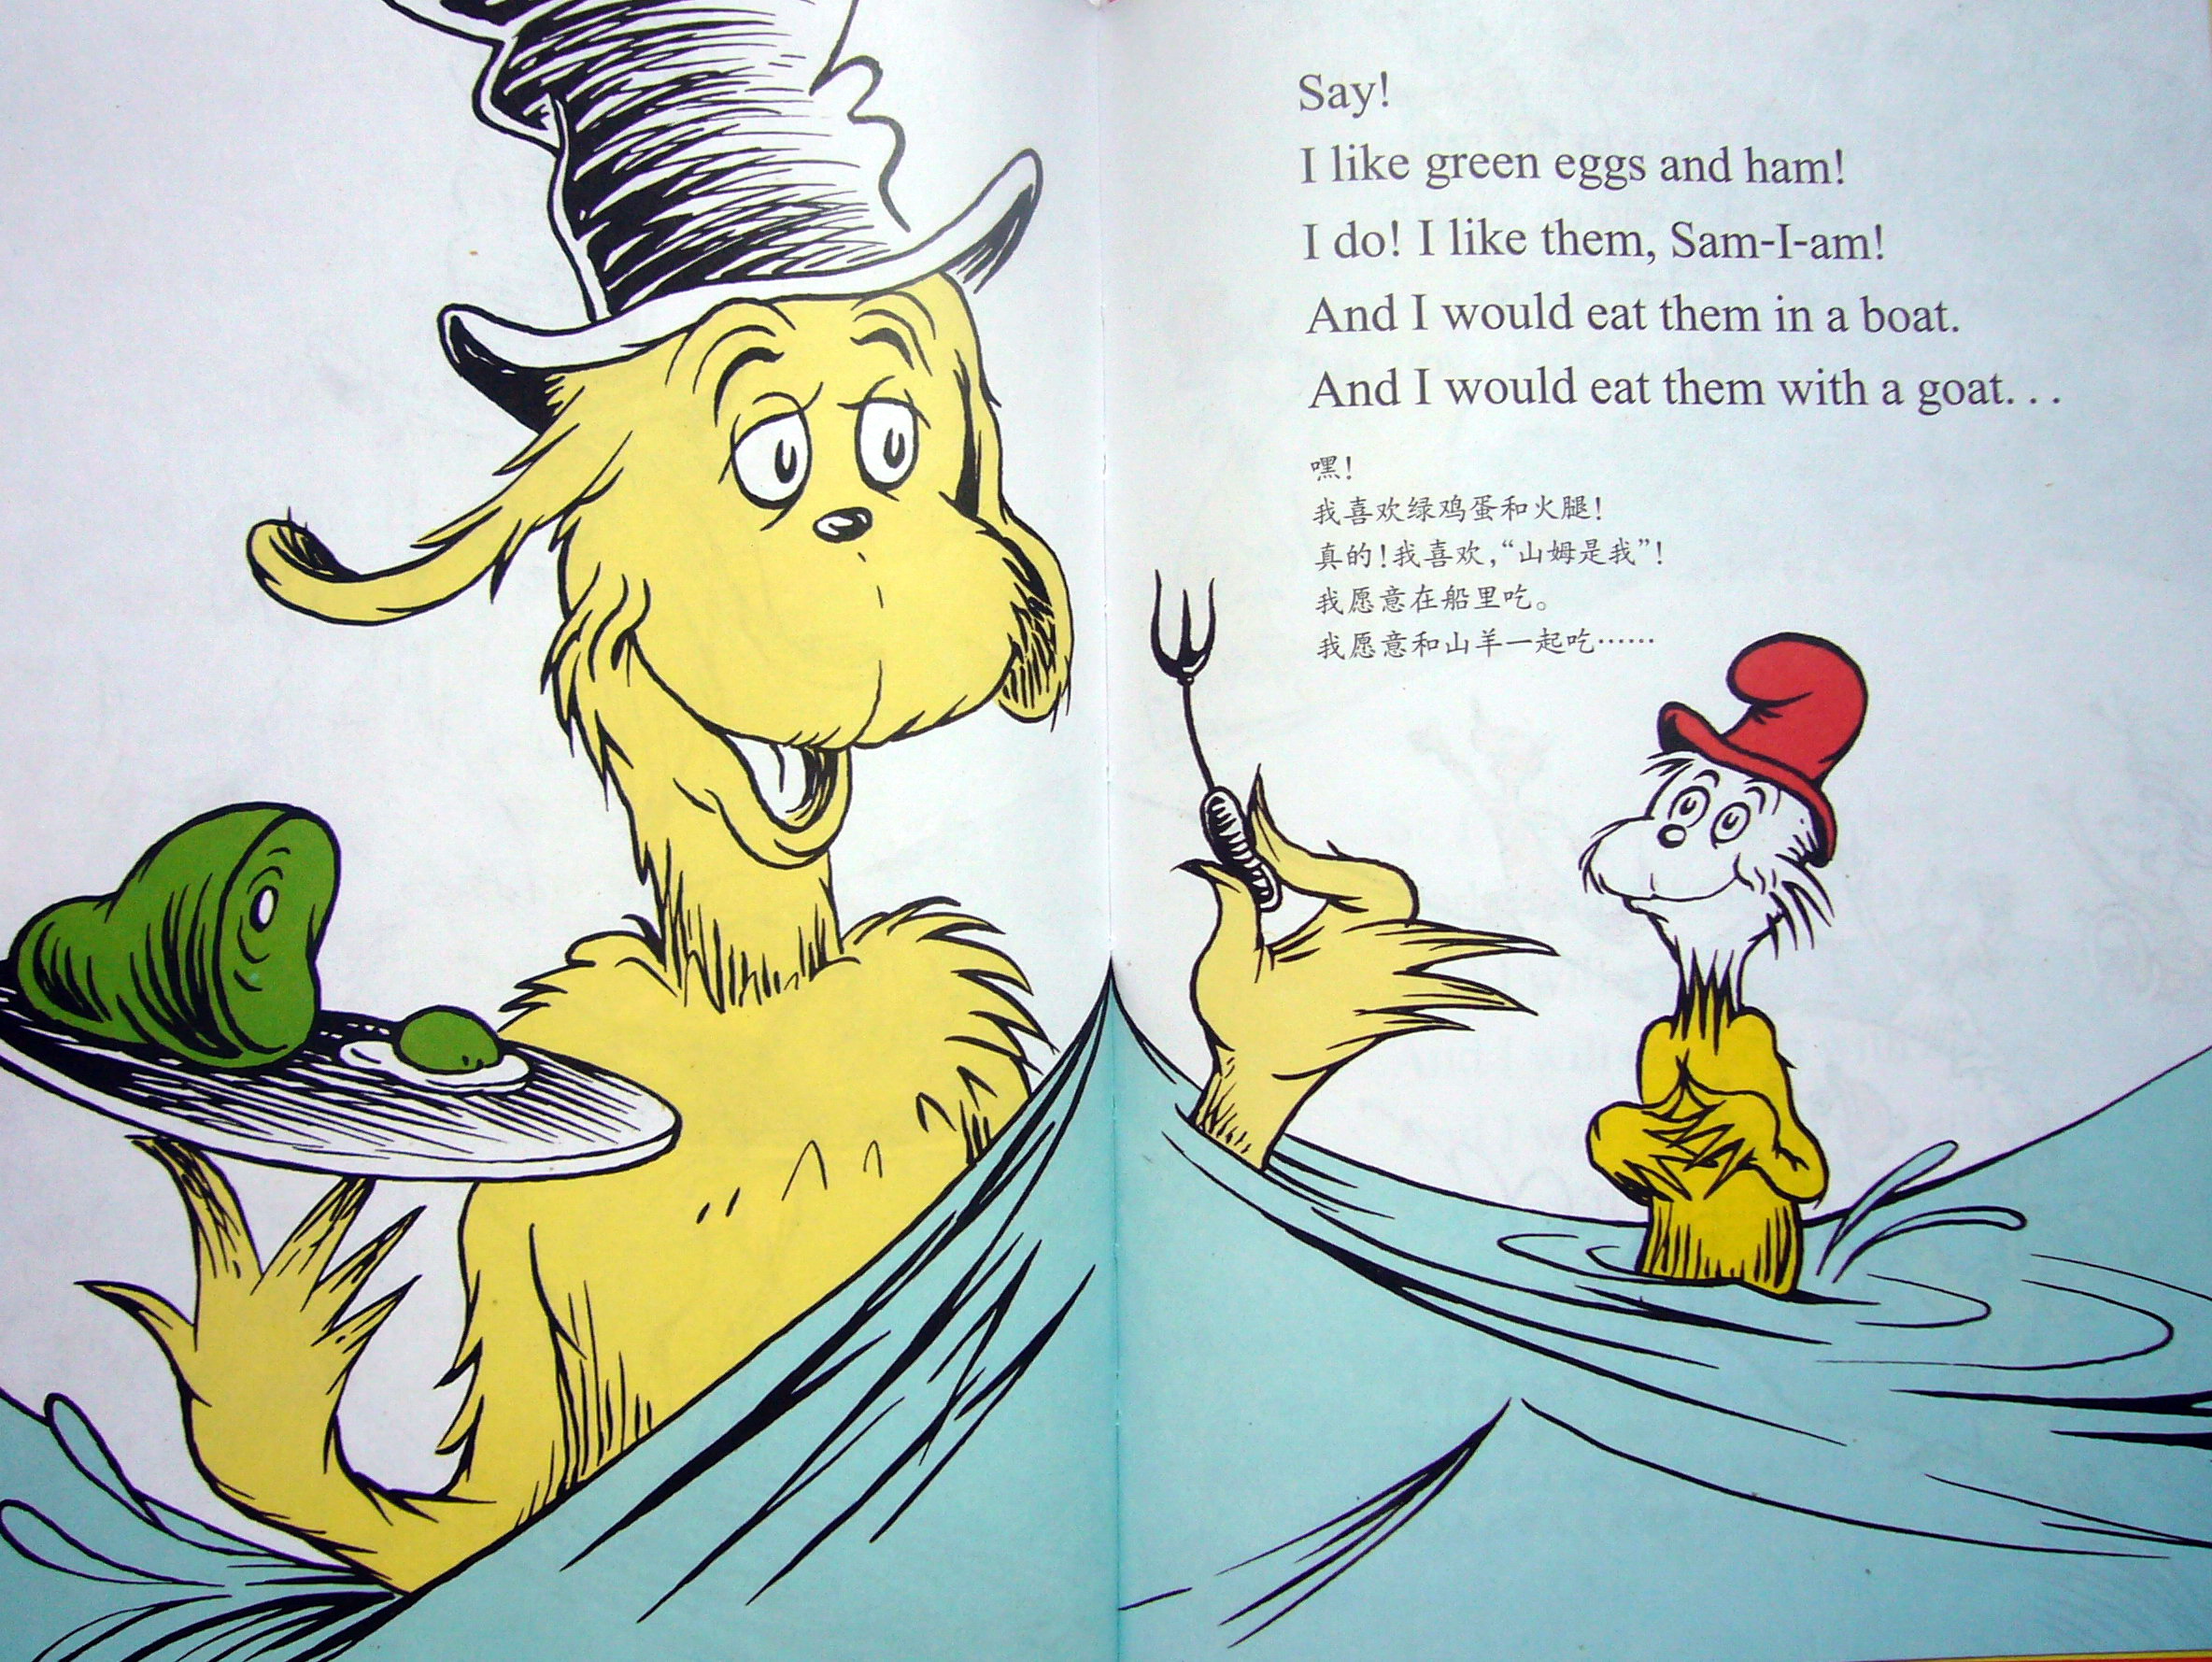 Say!
I like green eggs and ham!
I do! I like them, Sam-I-am!
And I would eat them in a boat.
And I would eat them with a goat. . .
嘿！
我喜欢绿鸡蛋和火腿！
真的！我喜欢，“山姆是我”！
我愿意在船里吃。
我愿意和山羊一起吃……